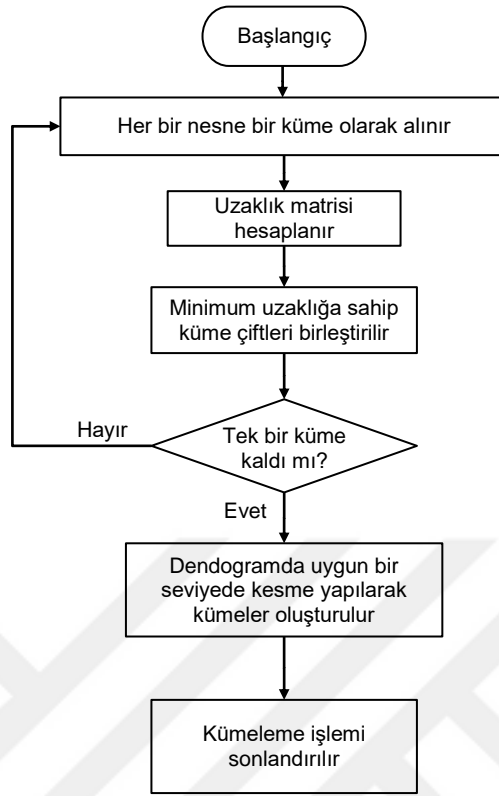 Başlangıç
Her bir nesne bir küme olarak alınır
Uzaklık matrisi
hesaplanır
Minimum uzaklığa sahip
küme çiftleri birleştirilir
Hayır
Tek bir küme
kaldı mı?
Evet
Dendogramda uygun bir
seviyede kesme yapılarak
kümeler oluşturulur
Kümeleme işlemi
sonlandırılır